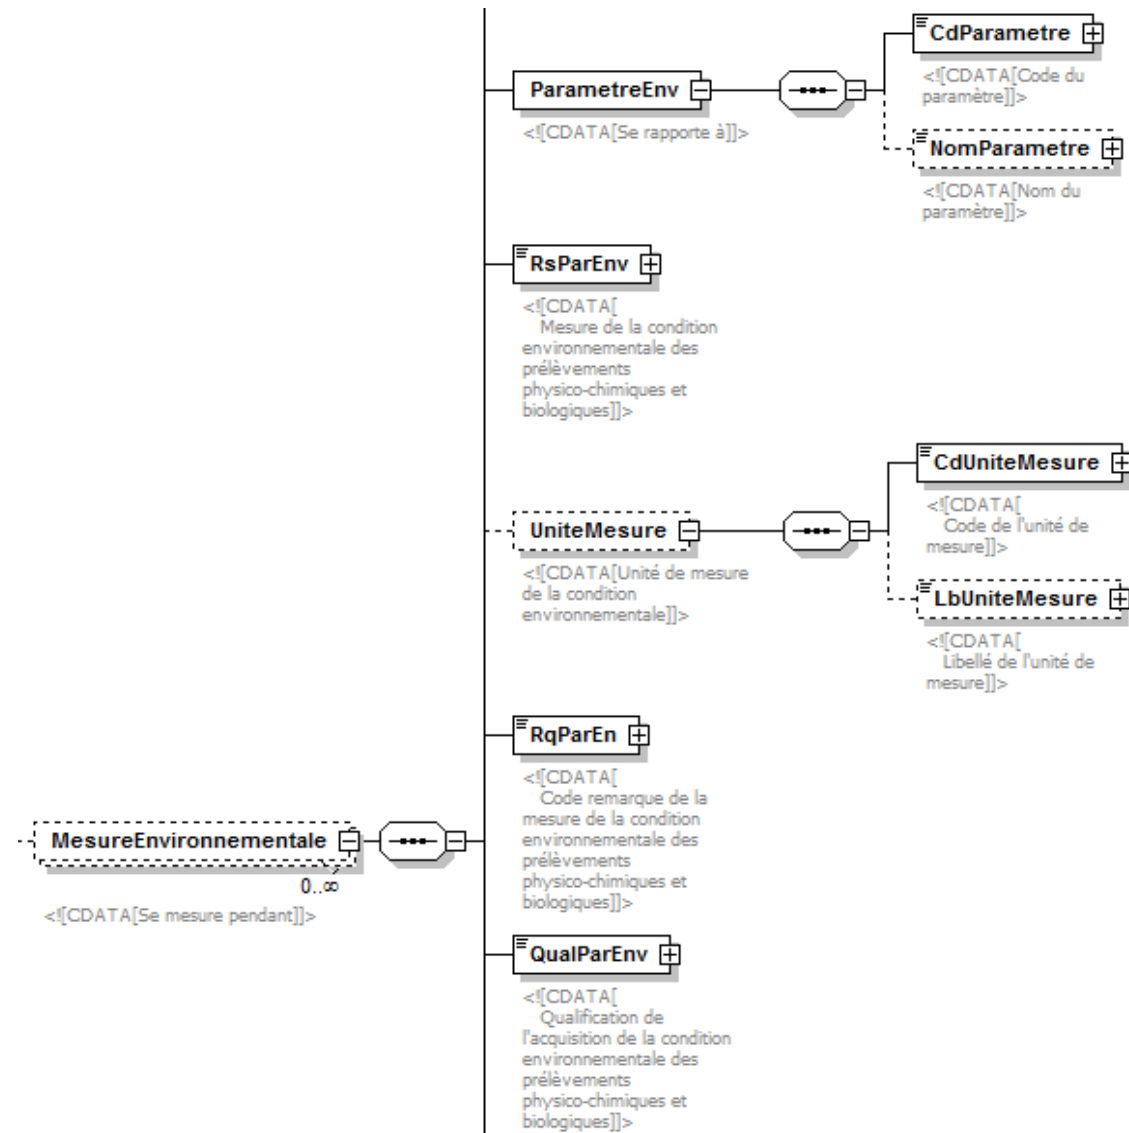 CdParametre
<![CDATA[Code du
paramètre]]>
ParametreEnv
<![CDATA[Se rapporte à]]>
NomParametre
<![CDATA[Nom du
paramètre]]>
RsParEnv
<![CDATA[
Mesure de la condition
environnementale des
prélèvements
physico-chimiques et
biologiques]]>
CdUniteMesure
<![CDATA[
Code de l'unité de
mesure]]>
UniteMesure
<![CDATA[Unité de mesure
de la condition
environnementale]]>
LbUniteMesure
<![CDATA[
Libellé de l'unité de
mesure]]>
RqParEn
<![CDATA[
Code remarque de la
mesure de la condition
environnementale des
prélèvements
physico-chimiques et
biologiques]]>
MesureEnvironnementale
0..∞
<![CDATA[Se mesure pendant]]>
QualParEnv
<![CDATA[
Qualification de
l'acquisition de la condition
environnementale des
prélèvements
physico-chimiques et
biologiques]]>